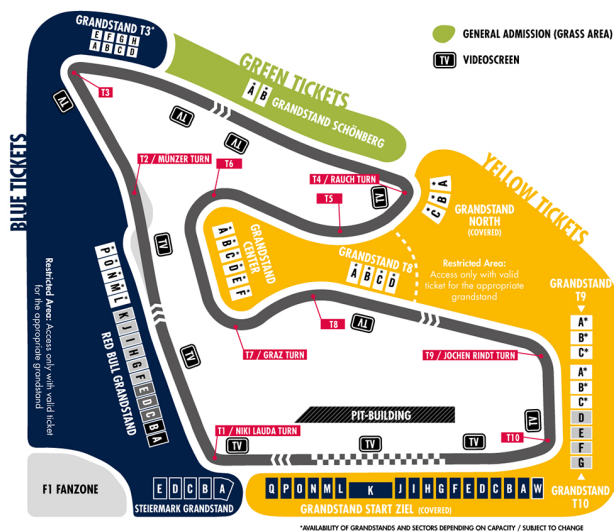 GRANDSTAND T3*
E F G H
A B C D
GENERAL ADMISSION (GRASS AREA)
TV VIDEOSCREEN
GREEN TICKETS
A B GRANDSTAND SCHÖNBERG
T3
TV
TV
TV
BLUE TICKETS
T2 / MÜNZER TURN
T6
T4 / RAUCH TURN
TV
T5
YELLOW TICKETS
C B A
GRANDSTAND
NORTH
(COVERED)
A B C D E F
GRANDSTAND
CENTER
GRANDSTAND T8
A B C D
Restricted Area:
Access only with valid
ticket for the appropriate
grandstand
TV
Restricted Area: Access only with valid ticket
for the appropriate grandstand
P O N M L K J I H G F E D C B A
RED BULL GRANDSTAND
TV
T7 / GRAZ TURN
T8
TV
T9 / JOCHEN RINDT TURN
GRANDSTAND
T9
A*
B*
C*
A*
B*
C*
D
E
F
G
GRANDSTAND
T10
PIT-BUILDING
T1 / NIKI LAUDA TURN
TV
TV
TV
TV
T10
F1 FANZONE
E D C B A
STEIERMARK GRANDSTAND
Q P O N M L K J I H G F E D C B A W
GRANDSTAND START ZIEL (COVERED)
*AVAILABILITY OF GRANDSTANDS AND SECTORS DEPENDING ON CAPACITY / SUBJECT TO CHANGE